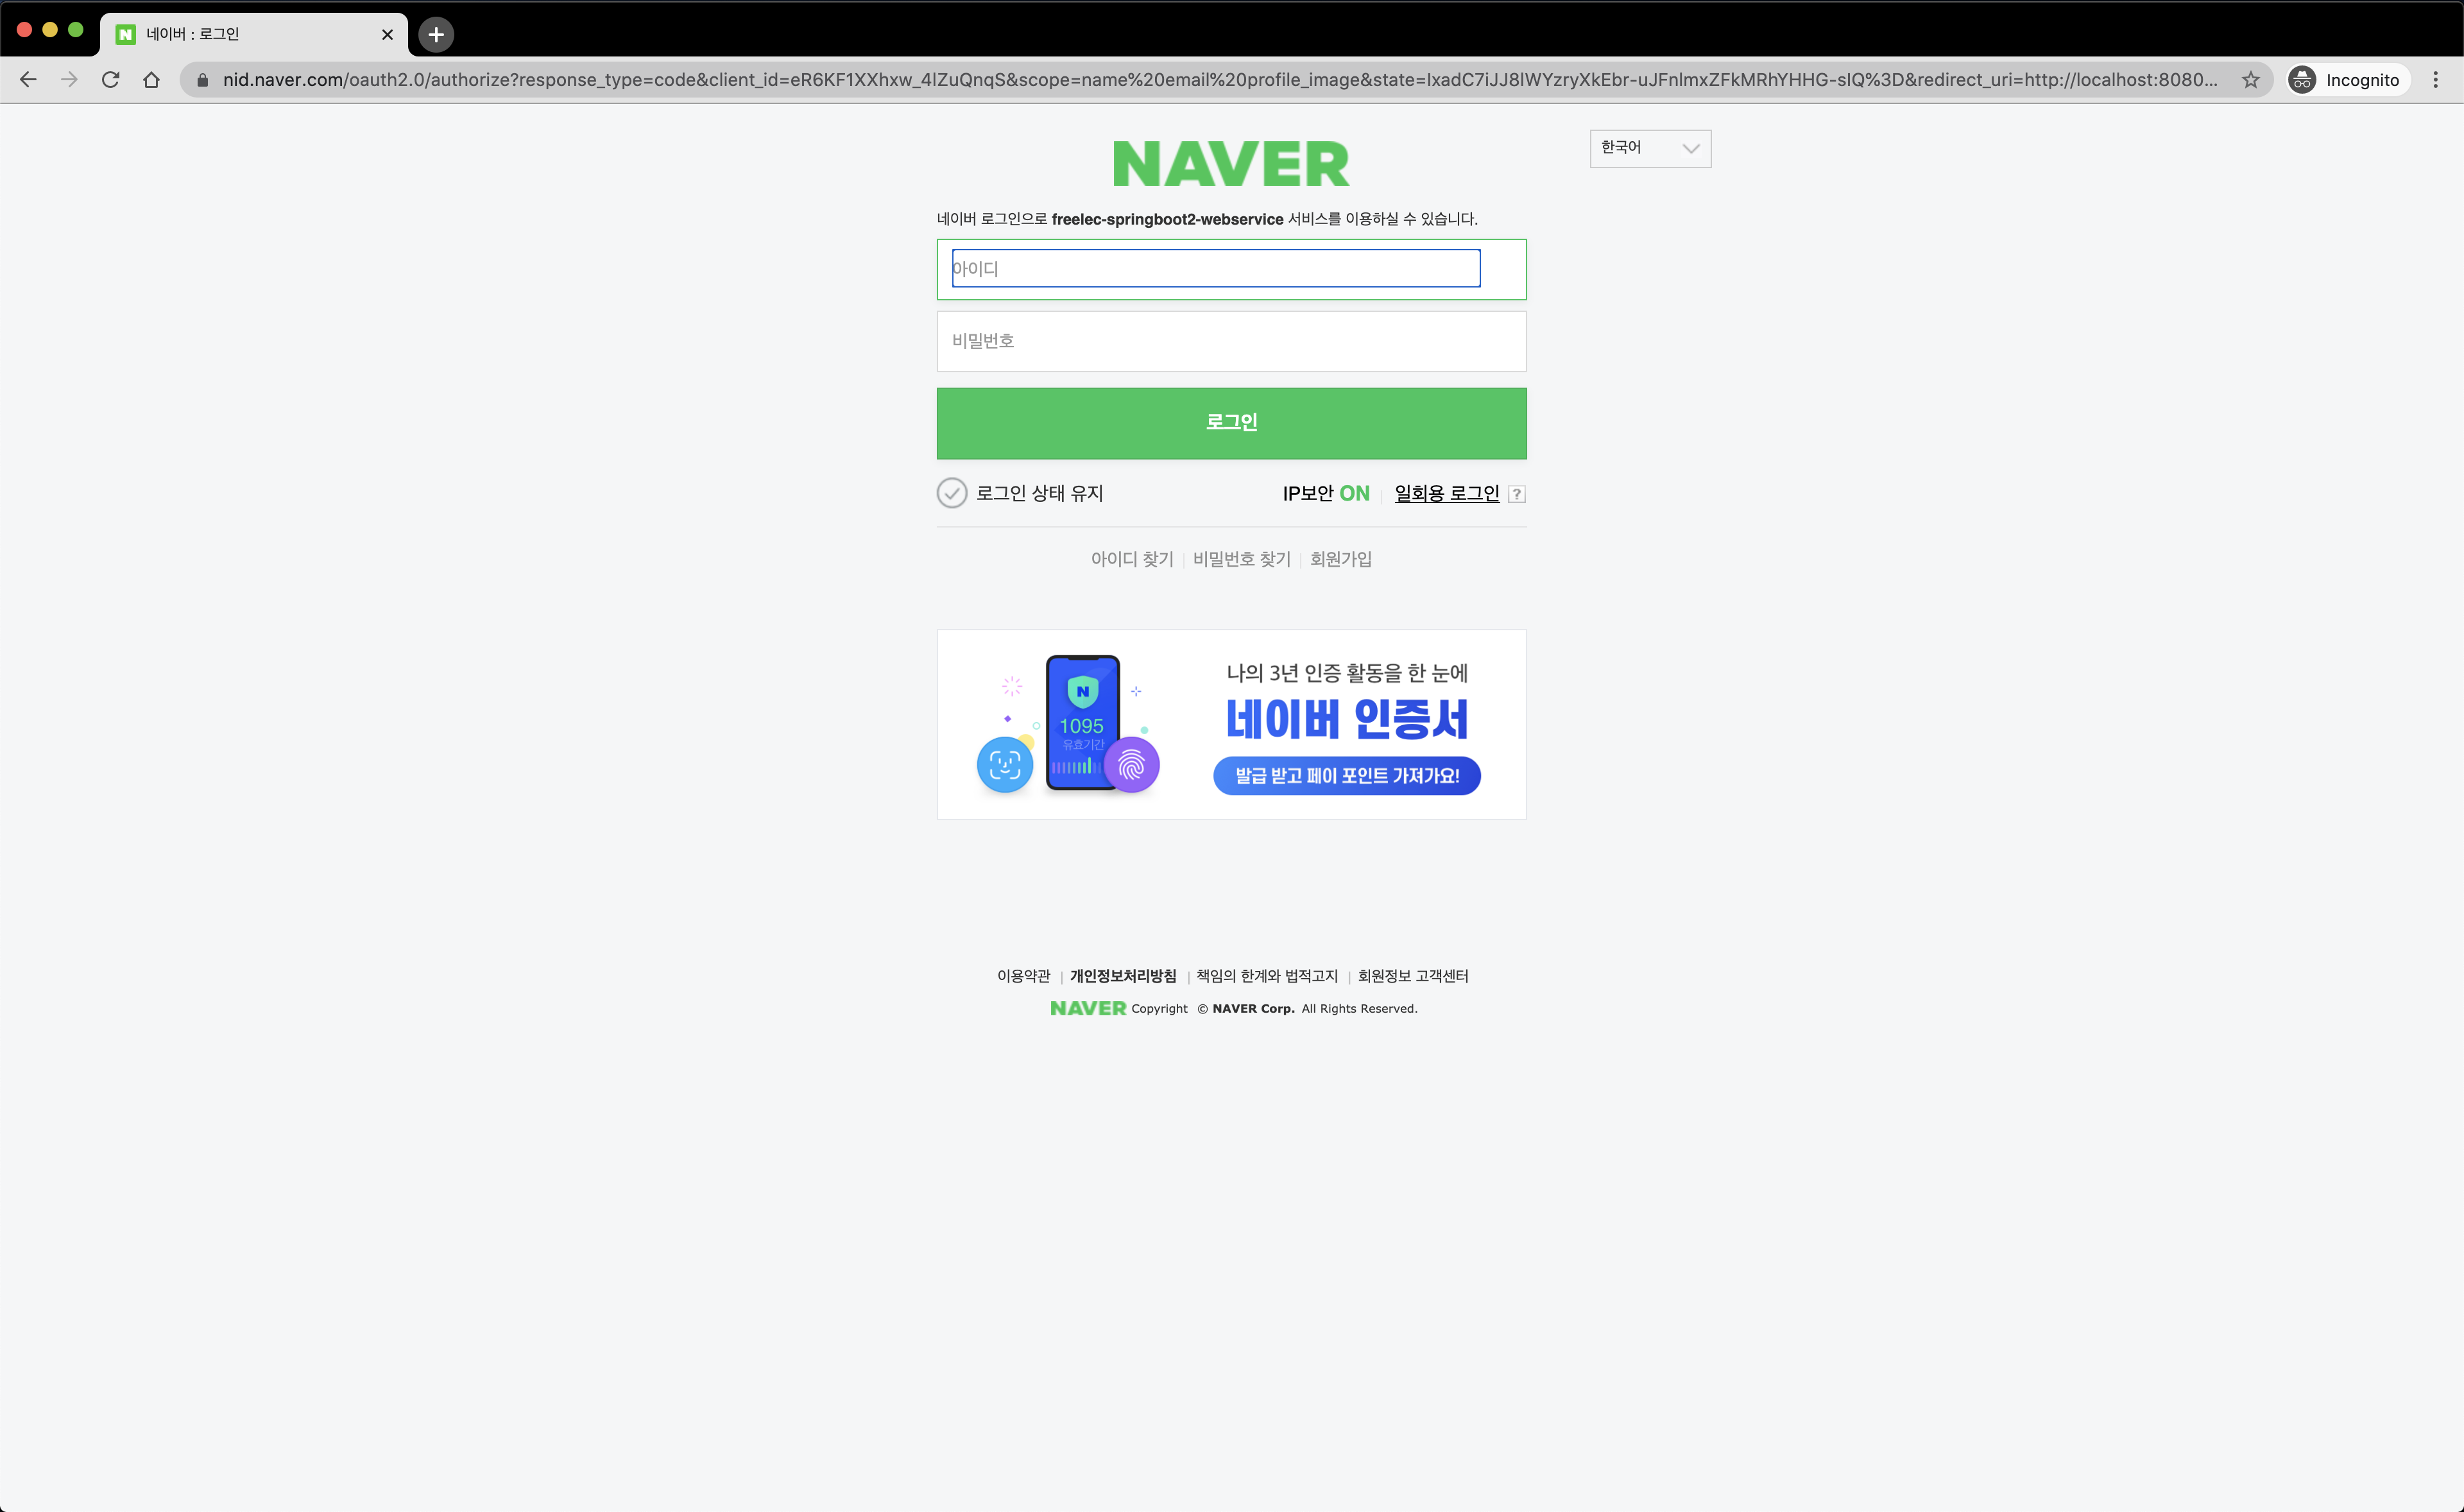 네이버 : 로그인
nid.naver.com/oauth2.0/authorize?response_type=code&client_id=eR6KF1XXhxw_4lZuQnqS&scope=name%20email%20profile_image&state=IxadC7iJJ8lWYzryXkEbr-uJFnlmxZFkMRhYHHG-sIQ%3D&redirect_uri=http://localhost:8080...
Incognito
NAVER
한국어
네이버 로그인으로 freelec-springboot2-webservice 서비스를 이용하실 수 있습니다.
아이디
비밀번호
로그인
로그인 상태 유지 IP보안 ON 일회용 로그인 ?
아이디 찾기 비밀번호 찾기 회원가입
N
1095
유효기간
나의 3년 인증 활동을 한 눈에
네이버 인증서
발급 받고 페이 포인트 가져가요!
이용약관 | 개인정보처리방침 | 책임의 한계와 법적고지 | 회원정보 고객센터
NAVER Copyright © NAVER Corp. All Rights Reserved.